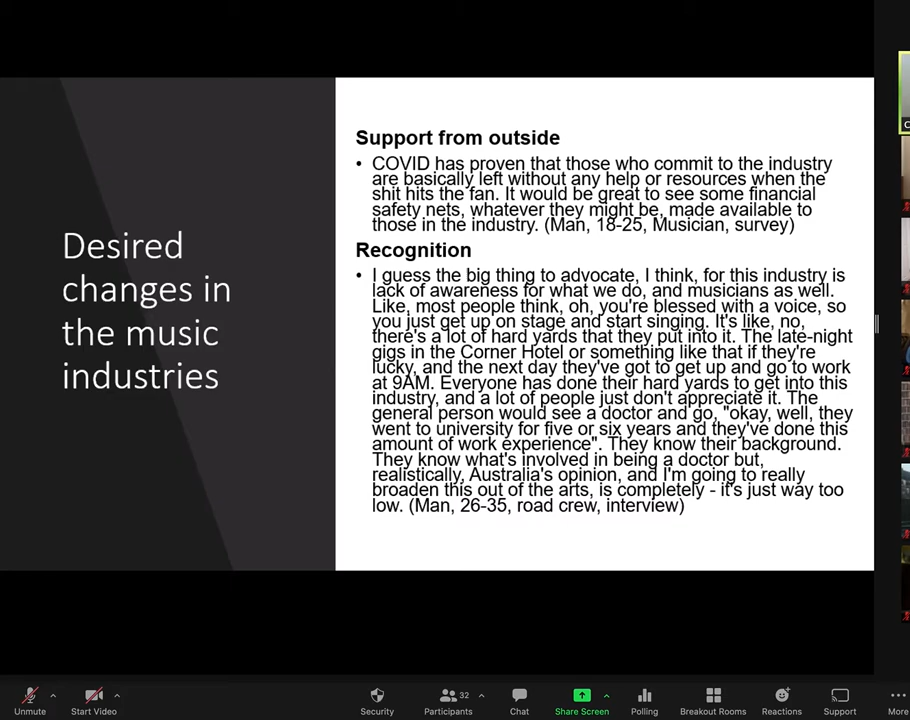 Desired
changes in
the music
industries
Support from outside
• COVID has proven that those who commit to the industry
are basically left without any help or resources when the
shit hits the fan. It would be great to see some financial
safety nets, whatever they might be, made available to
those in the industry. (Man, 18-25, Musician, survey)
Recognition
• I guess the big thing to advocate, I think, for this industry is
lack of awareness for what we do, and musicians as well.
Like, most people think, oh, you're blessed with a voice, so
you just get up on stage and start singing. It's like, no,
there's a lot of hard yards that they put into it. The late-night
gigs in the Corner Hotel or something like that if they're
lucky, and the next day they've got to get up and go to work
at 9AM. Everyone has done their hard yards to get into this
industry, and a lot of people just don't appreciate it. The
general person would see a doctor and go, "okay, well, they
went to university for five or six years and they've done this
amount of work experience". They know their background.
They know what's involved in being a doctor but,
realistically, Australia's opinion, and I'm going to really
broaden this out of the arts, is completely - it's just way too
low. (Man, 26-35, road crew, interview)
Unmute
Start Video
Security
32
Participants
Chat
Share Screen
Polling
Breakout Rooms
Reactions
Support
More